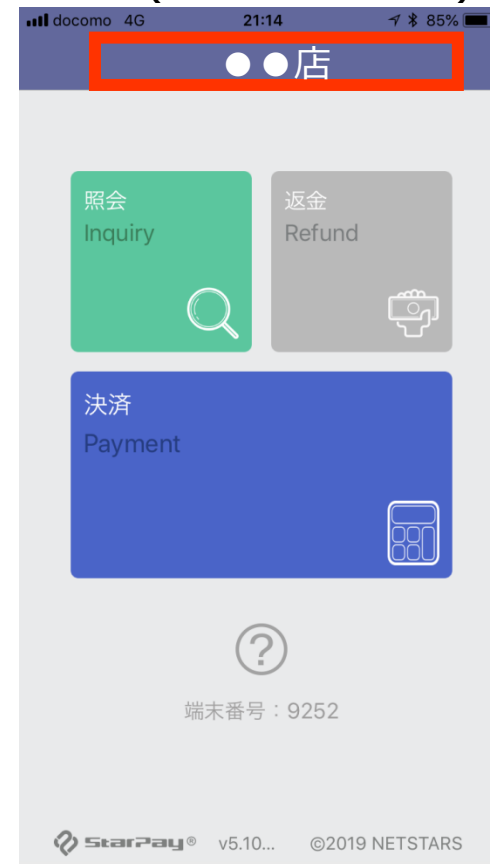 docomo 4G 21:14 85%
●●店
照会
Inquiry
返金
Refund
決済
Payment
?
端末番号：9252
StarPay® v5.10... ©2019 NETSTARS